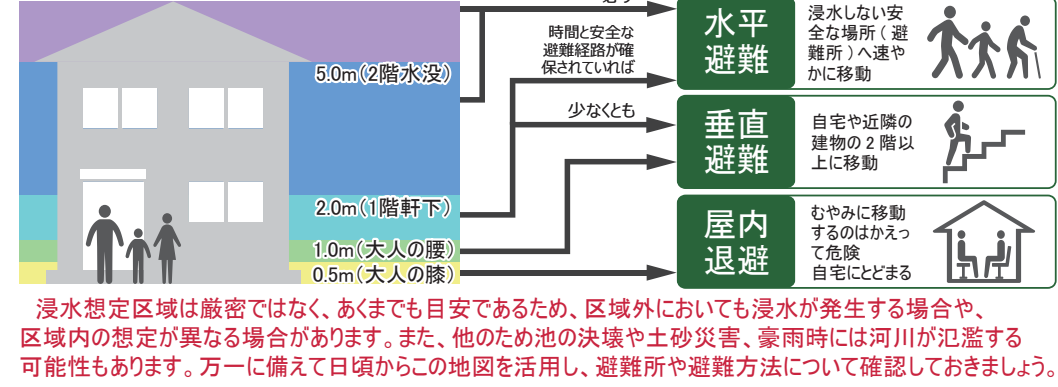 時間と安全な
避難経路が確
保されていれば
少なくとも
5.0m(2階水没)
2.0m(1階軒下)
1.0m(大人の腰)
0.5m(大人の膝)
水平
避難
浸水しない安
全な場所(避
難所)へ速や
かに移動
垂直
避難
自宅や近隣の
建物の2階以
上に移動
屋内
退避
むやみに移動
するのはかえっ
て危険
自宅にとどまる
浸水想定区域は厳密ではなく、あくまでも目安であるため、区域外においても浸水が発生する場合や、
区域内の想定が異なる場合があります。また、他のため池の決壊や土砂災害、豪雨時には河川が氾濫する
可能性もあります。万一に備えて日頃からこの地図を活用し、避難所や避難方法について確認しておきましょう。